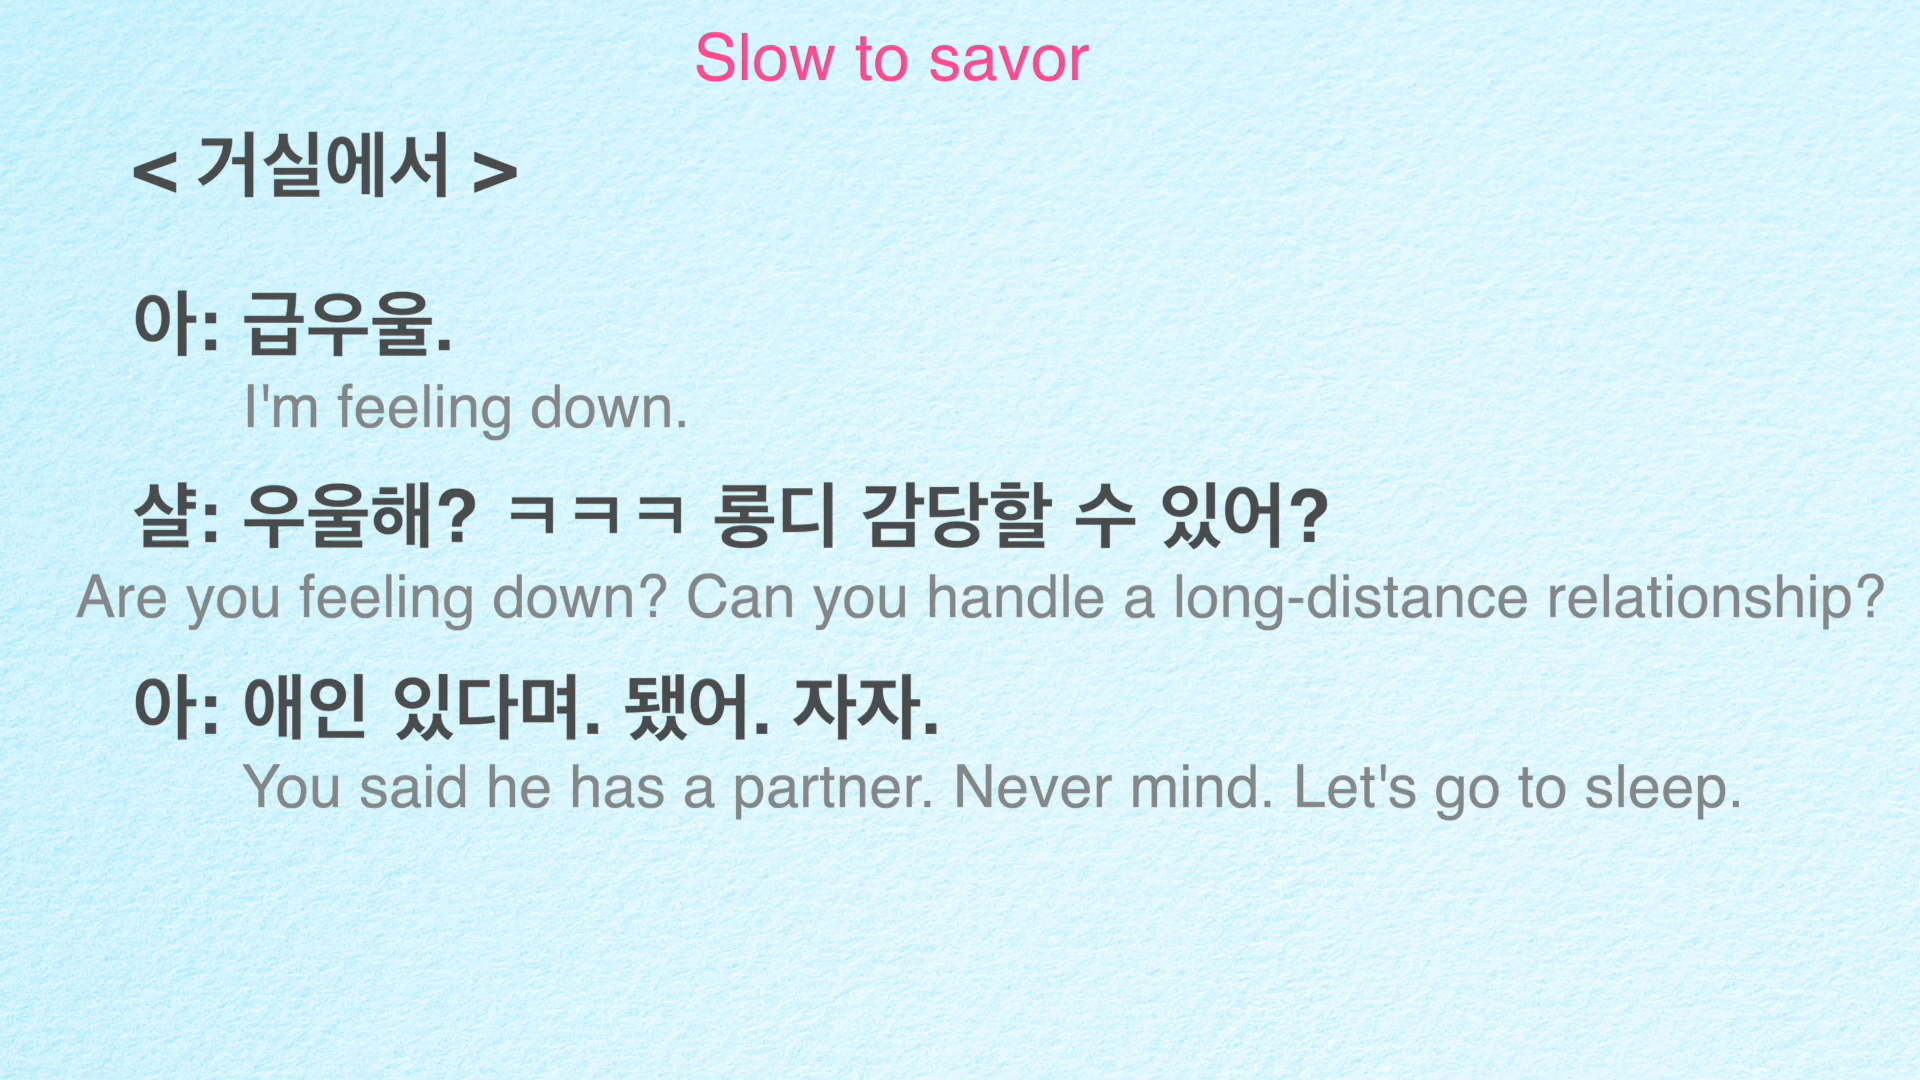 Slow to savor
< 거실에서 >
아: 급우울.
I'm feeling down.
샬: 우울해? ㅋㅋㅋ 롱디 감당할 수 있어?
Are you feeling down? Can you handle a long-distance relationship?
아: 애인 있다며. 됐어. 자자.
You said he has a partner. Never mind. Let's go to sleep.